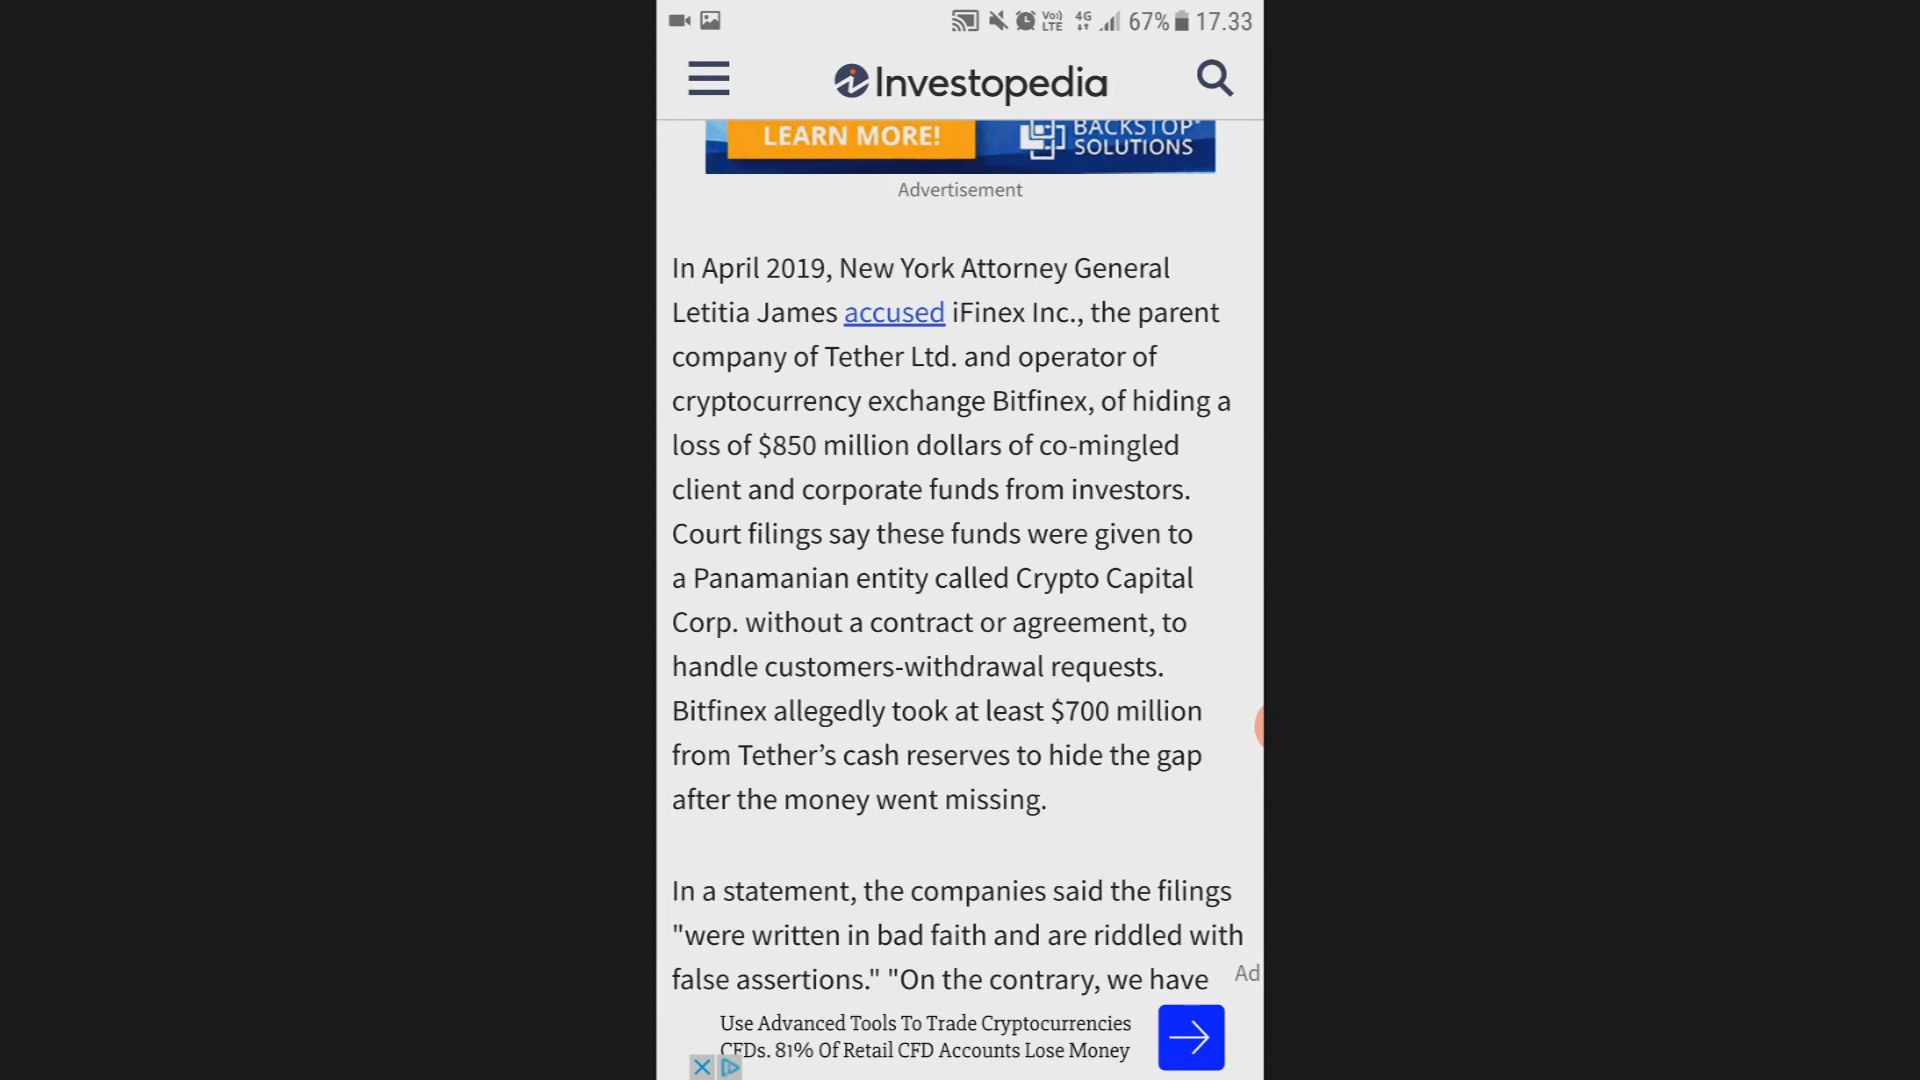 Vo)) LTE 4G 67% 17.33
Investopedia
LEARN MORE! BACKSTOP SOLUTIONS
Advertisement
In April 2019, New York Attorney General
Letitia James accused iFinex Inc., the parent
company of Tether Ltd. and operator of
cryptocurrency exchange Bitfinex, of hiding a
loss of $850 million dollars of co-mingled
client and corporate funds from investors.
Court filings say these funds were given to
a Panamanian entity called Crypto Capital
Corp. without a contract or agreement, to
handle customers-withdrawal requests.
Bitfinex allegedly took at least $700 million
from Tether’s cash reserves to hide the gap
after the money went missing.
In a statement, the companies said the filings
"were written in bad faith and are riddled with
false assertions." "On the contrary, we have
Ad
Use Advanced Tools To Trade Cryptocurrencies
CFDs. 81% Of Retail CFD Accounts Lose Money